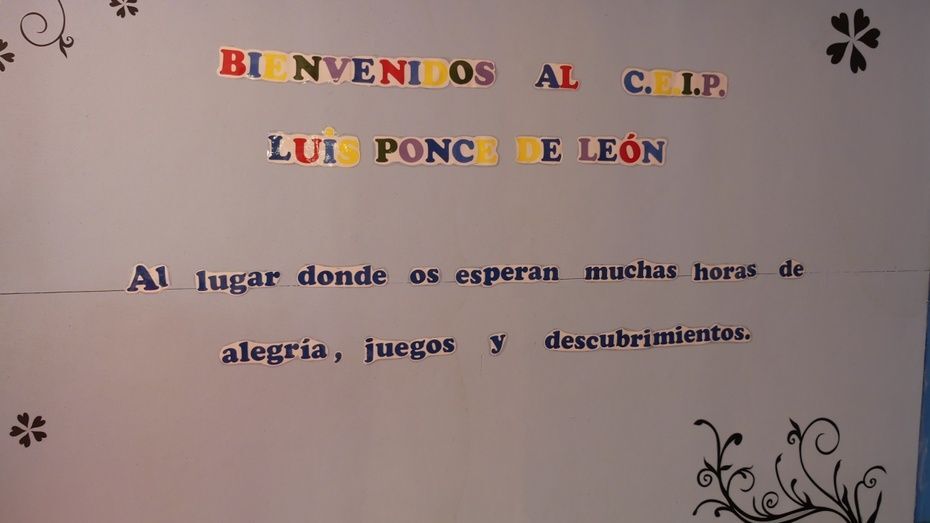 BIENVENIDOS AL C.E.I.P.
LUIS PONCE DE LEÓN
Al lugar donde os esperan muchas horas de
alegría, juegos y descubrimientos.